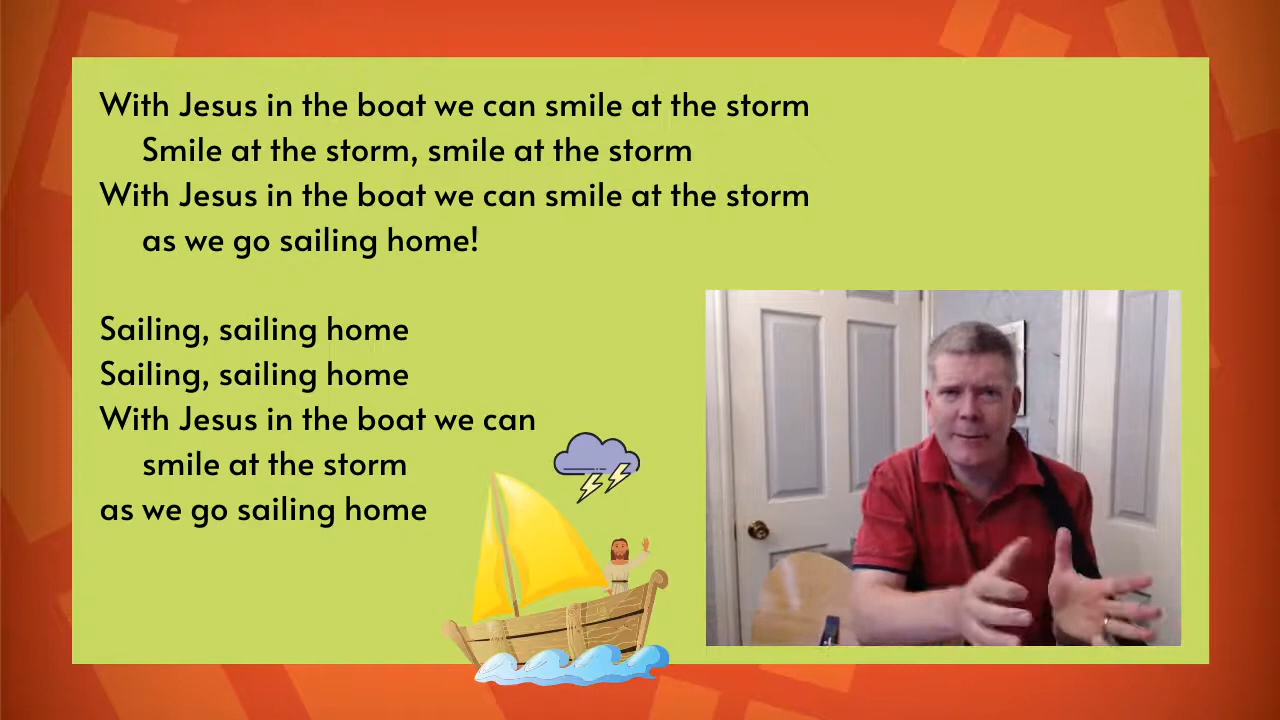 With Jesus in the boat we can smile at the storm
Smile at the storm, smile at the storm
With Jesus in the boat we can smile at the storm
as we go sailing home!
Sailing, sailing home
Sailing, sailing home
With Jesus in the boat we can
smile at the storm
as we go sailing home